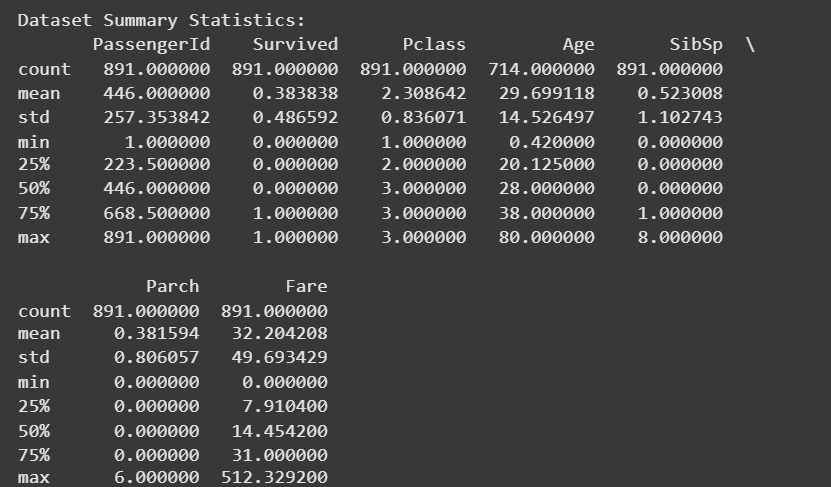 Dataset Summary Statistics:
PassengerId Survived Pclass Age SibSp \
count 891.000000 891.000000 891.000000 714.000000 891.000000
mean 446.000000 0.383838 2.308642 29.699118 0.523008
std 257.353842 0.486592 0.836071 14.526497 1.102743
min 1.000000 0.000000 1.000000 0.420000 0.000000
25% 223.500000 0.000000 2.000000 20.125000 0.000000
50% 446.000000 0.000000 3.000000 28.000000 0.000000
75% 668.500000 1.000000 3.000000 38.000000 1.000000
max 891.000000 1.000000 3.000000 80.000000 8.000000
Parch Fare
count 891.000000 891.000000
mean 0.381594 32.204208
std 0.806057 49.693429
min 0.000000 0.000000
25% 0.000000 7.910400
50% 0.000000 14.454200
75% 0.000000 31.000000
max 6.000000 512.329200